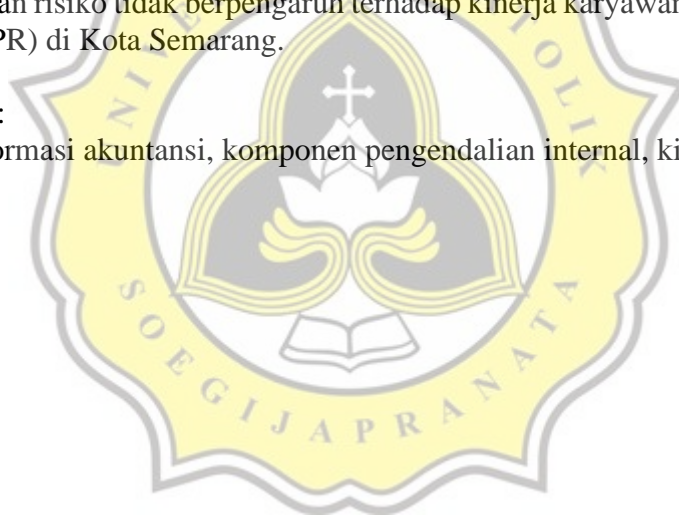 an risiko tidak berpengaruh terhadap kinerja karyawan
PR) di Kota Semarang.
:
ormasi akuntansi, komponen pengendalian internal, ki
SOEGIJAPRANATA